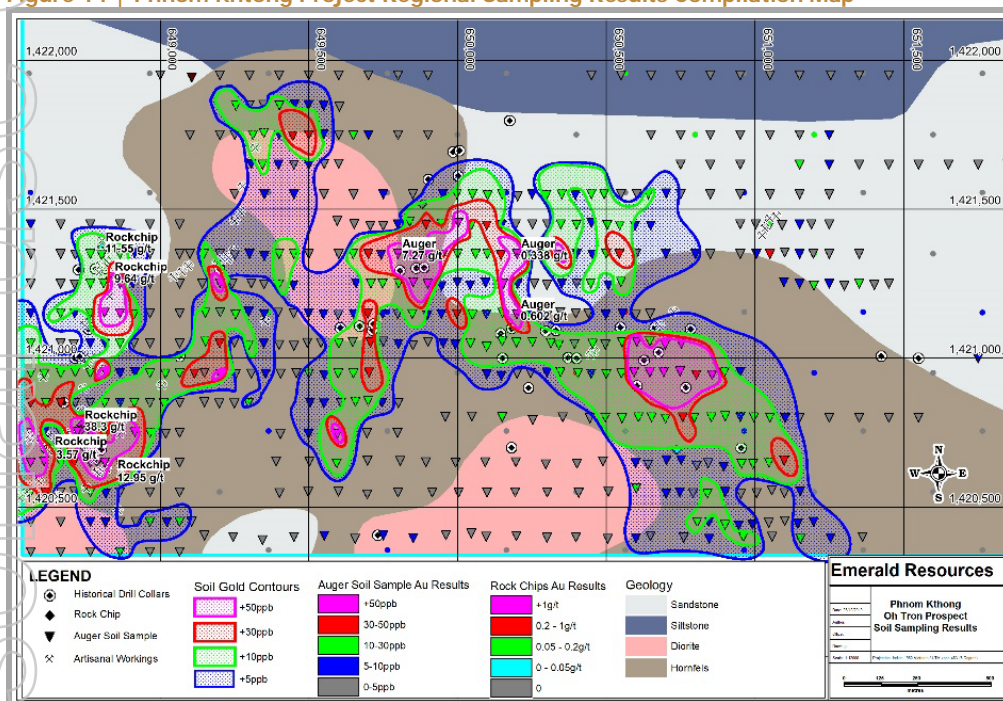 Figure 14 | Phnom Khtong Project Regional Sampling Results Compilation Map
649,000
649,500
650,000
650,500
651,000
651,500
1,422,000
1,422,000
1,421,500
1,421,500
Rockchip
11.55 g/t
Rockchip
9.64 g/t
Auger
7.27 g/t
Auger
0.338 g/t
Auger
0.602 g/t
1,421,000
1,421,000
Rockchip
38.3 g/t
Rockchip
3.57 g/t
Rockchip
12.95 g/t
1,420,500
1,420,500
N
W E
S
LEGEND
Historical Drill Collars
Rock Chip
Auger Soil Sample
Artisanal Workings
Soil Gold Contours
+50ppb
+30ppb
+10ppb
+5ppb
Auger Soil Sample Au Results
+50ppb
30-50ppb
10-30ppb
5-10ppb
0-5ppb
Rock Chips Au Results
+1g/t
0.2 - 1g/t
0.05 - 0.2g/t
0 - 0.05g/t
0
Geology
Sandstone
Siltstone
Diorite
Hornfels
Emerald Resources
Phnom Kthong
Oh Tron Prospect
Soil Sampling Results
metres